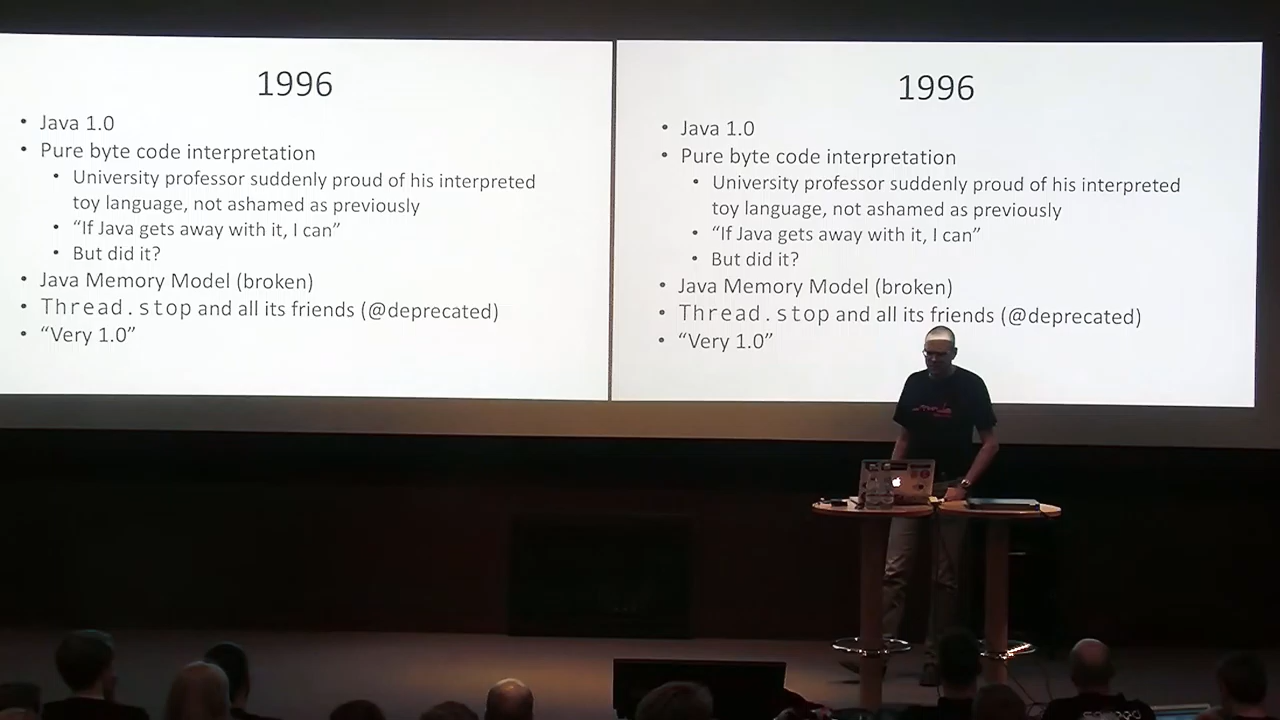 1996
• Java 1.0
• Pure byte code interpretation
• University professor suddenly proud of his interpreted
toy language, not ashamed as previously
• “If Java gets away with it, I can”
• But did it?
• Java Memory Model (broken)
• Thread.stop and all its friends (@deprecated)
• “Very 1.0”
1996
• Java 1.0
• Pure byte code interpretation
• University professor suddenly proud of his interpreted
toy language, not ashamed as previously
• “If Java gets away with it, I can”
• But did it?
• Java Memory Model (broken)
• Thread.stop and all its friends (@deprecated)
• “Very 1.0”